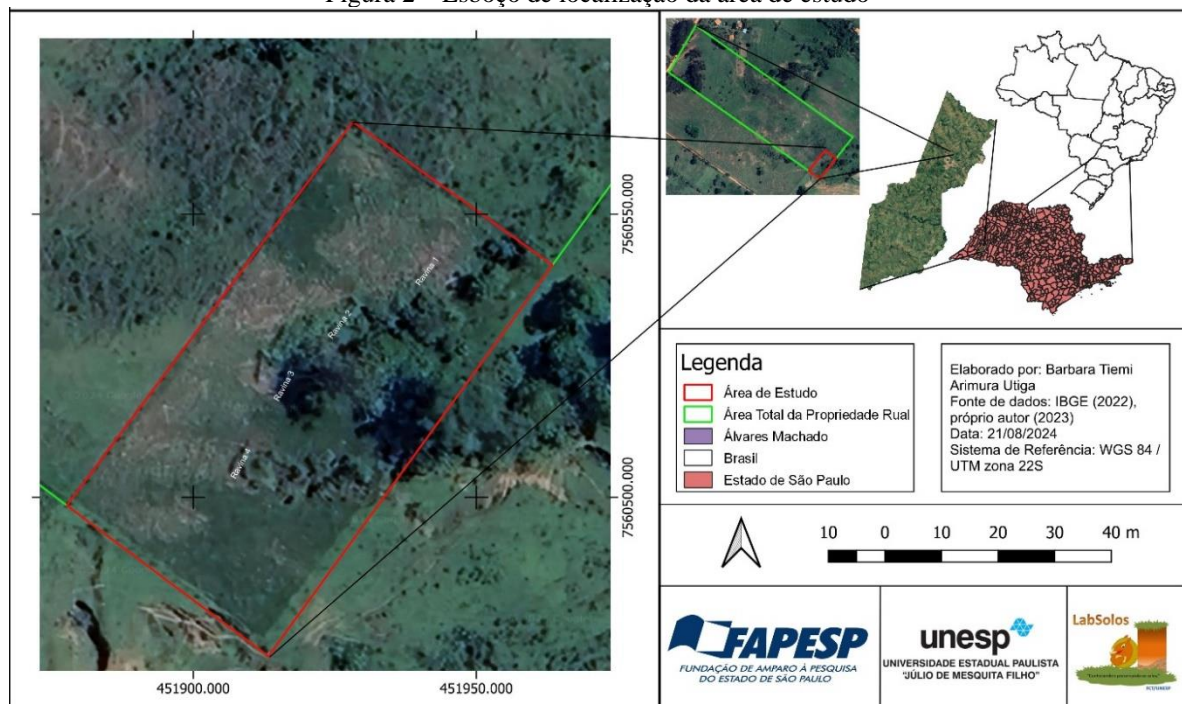 Figura 2 – Esboço de localização da área de estudo
Ravina 1
Ravina 2
Ravina 3
Ravina 4
7560550.000
7560500.000
451900.000
451950.000
Legenda
Área de Estudo
Área Total da Propriedade Rual
Álvares Machado
Brasil
Estado de São Paulo
Elaborado por: Barbara Tiemi
Arimura Utiga
Fonte de dados: IBGE (2022),
próprio autor (2023)
Data: 21/08/2024
Sistema de Referência: WGS 84 /
UTM zona 22S
10 0 10 20 30 40 m
FAPESP
FUNDAÇÃO DE AMPARO À PESQUISA
DO ESTADO DE SÃO PAULO
unesp
UNIVERSIDADE ESTADUAL PAULISTA
"JÚLIO DE MESQUITA FILHO"
LabSolos